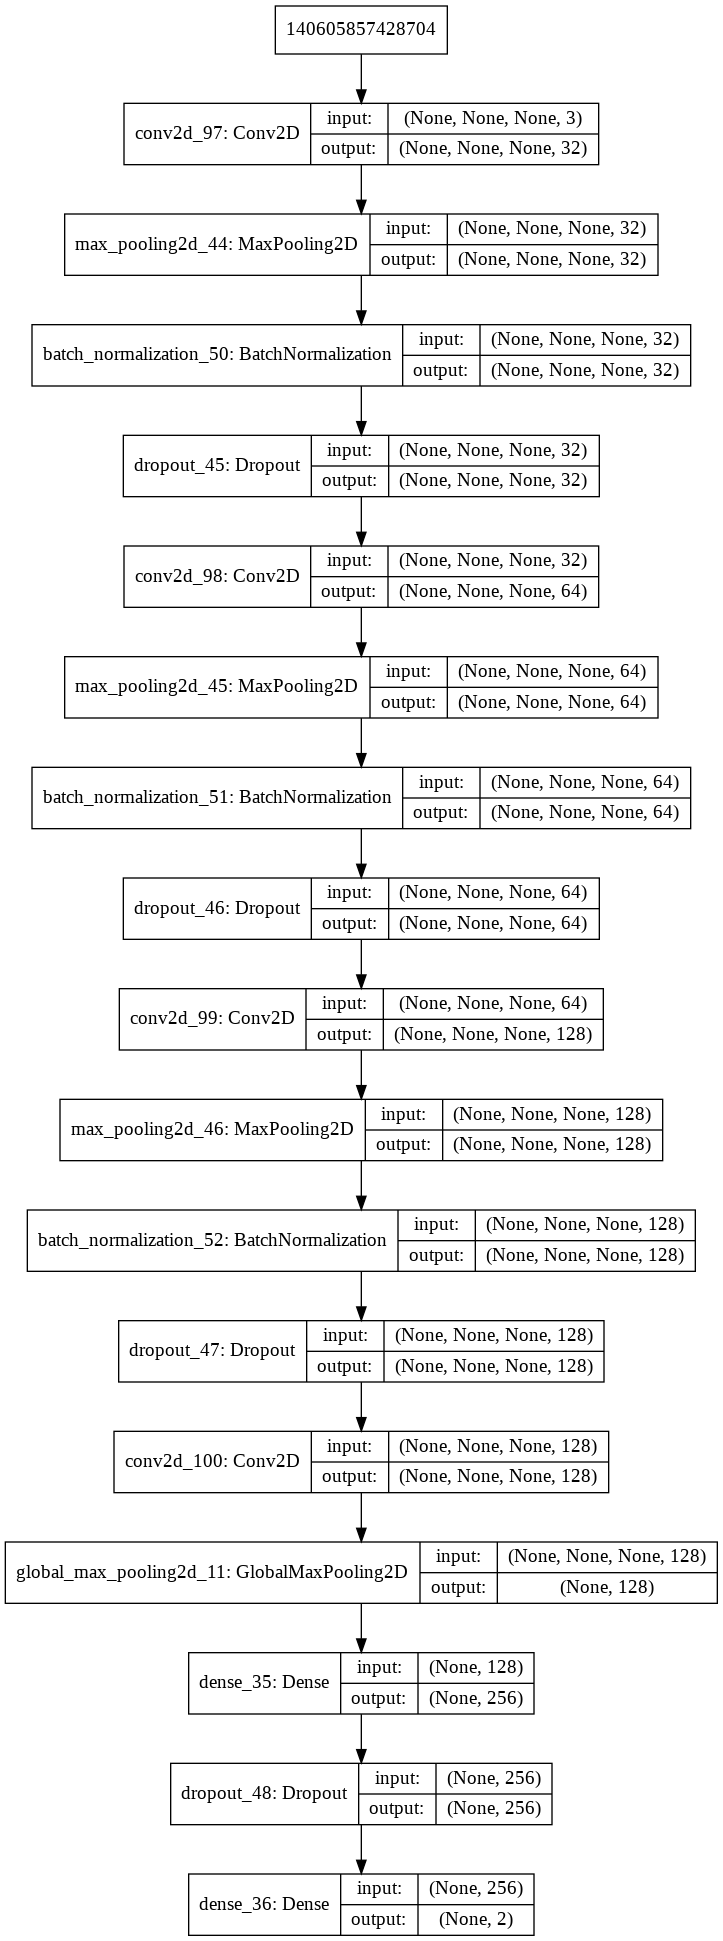 140605857428704
conv2d_97: Conv2D
input: (None, None, None, 3)
output: (None, None, None, 32)
max_pooling2d_44: MaxPooling2D
input: (None, None, None, 32)
output: (None, None, None, 32)
batch_normalization_50: BatchNormalization
input: (None, None, None, 32)
output: (None, None, None, 32)
dropout_45: Dropout
input: (None, None, None, 32)
output: (None, None, None, 32)
conv2d_98: Conv2D
input: (None, None, None, 32)
output: (None, None, None, 64)
max_pooling2d_45: MaxPooling2D
input: (None, None, None, 64)
output: (None, None, None, 64)
batch_normalization_51: BatchNormalization
input: (None, None, None, 64)
output: (None, None, None, 64)
dropout_46: Dropout
input: (None, None, None, 64)
output: (None, None, None, 64)
conv2d_99: Conv2D
input: (None, None, None, 64)
output: (None, None, None, 128)
max_pooling2d_46: MaxPooling2D
input: (None, None, None, 128)
output: (None, None, None, 128)
batch_normalization_52: BatchNormalization
input: (None, None, None, 128)
output: (None, None, None, 128)
dropout_47: Dropout
input: (None, None, None, 128)
output: (None, None, None, 128)
conv2d_100: Conv2D
input: (None, None, None, 128)
output: (None, None, None, 128)
global_max_pooling2d_11: GlobalMaxPooling2D
input: (None, None, None, 128)
output: (None, 128)
dense_35: Dense
input: (None, 128)
output: (None, 256)
dropout_48: Dropout
input: (None, 256)
output: (None, 256)
dense_36: Dense
input: (None, 256)
output: (None, 2)